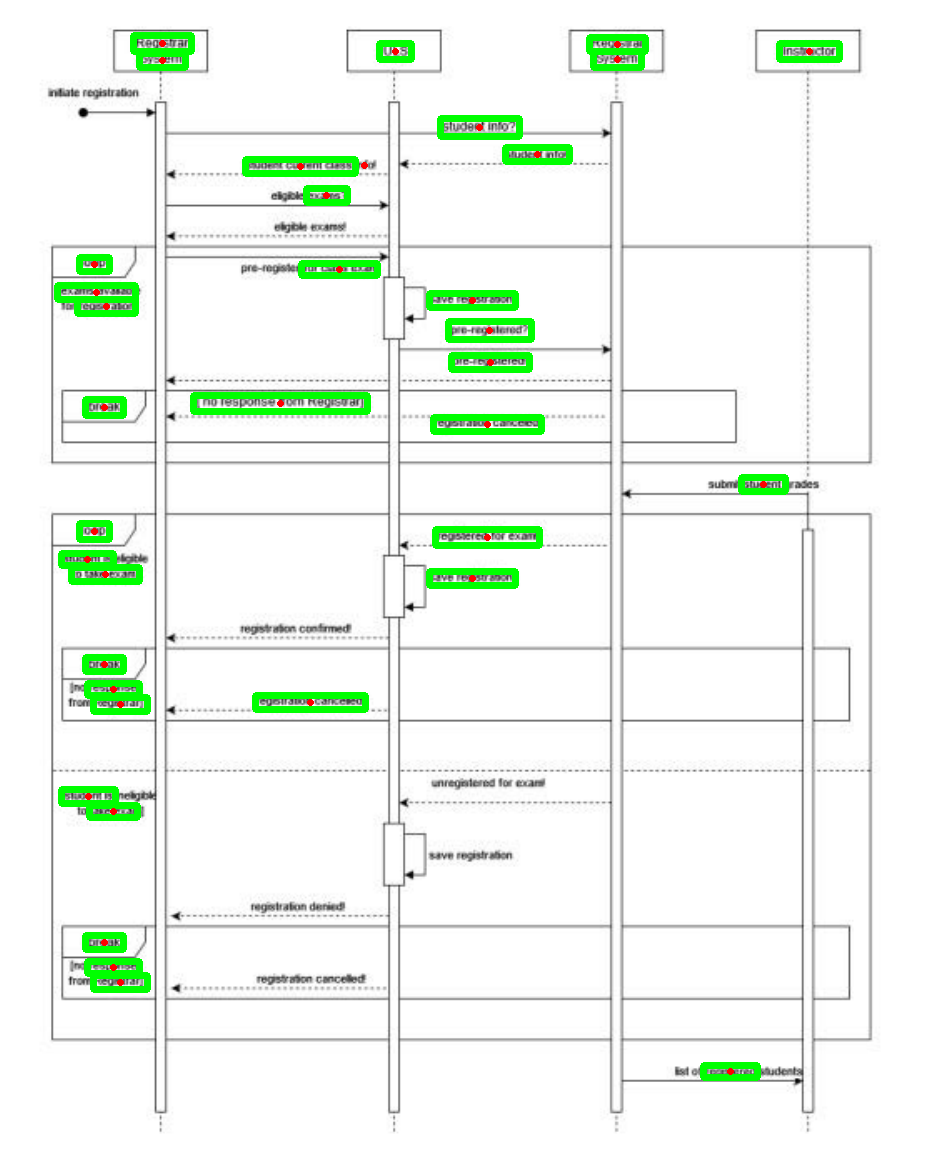 Registrar
System
UCS
Registrar
System
Instructor
initiate registration
student info?
student info!
student current class info!
eligible exams?
eligible exams!
loop
pre-register for class exam
exams available
for registration
save registration
pre-registered?
pre-registered!
break
no response from Registrar]
registration cancelled
submit student grades
loop
registered for exam
student is eligible
to take exam
save registration
registration confirmed!
break
[no response
from Registrar]
registration cancelled
unregistered for exam!
student is ineligible
to take exam]
save registration
registration denied!
break
[no response
from Registrar]
registration cancelled!
list of students